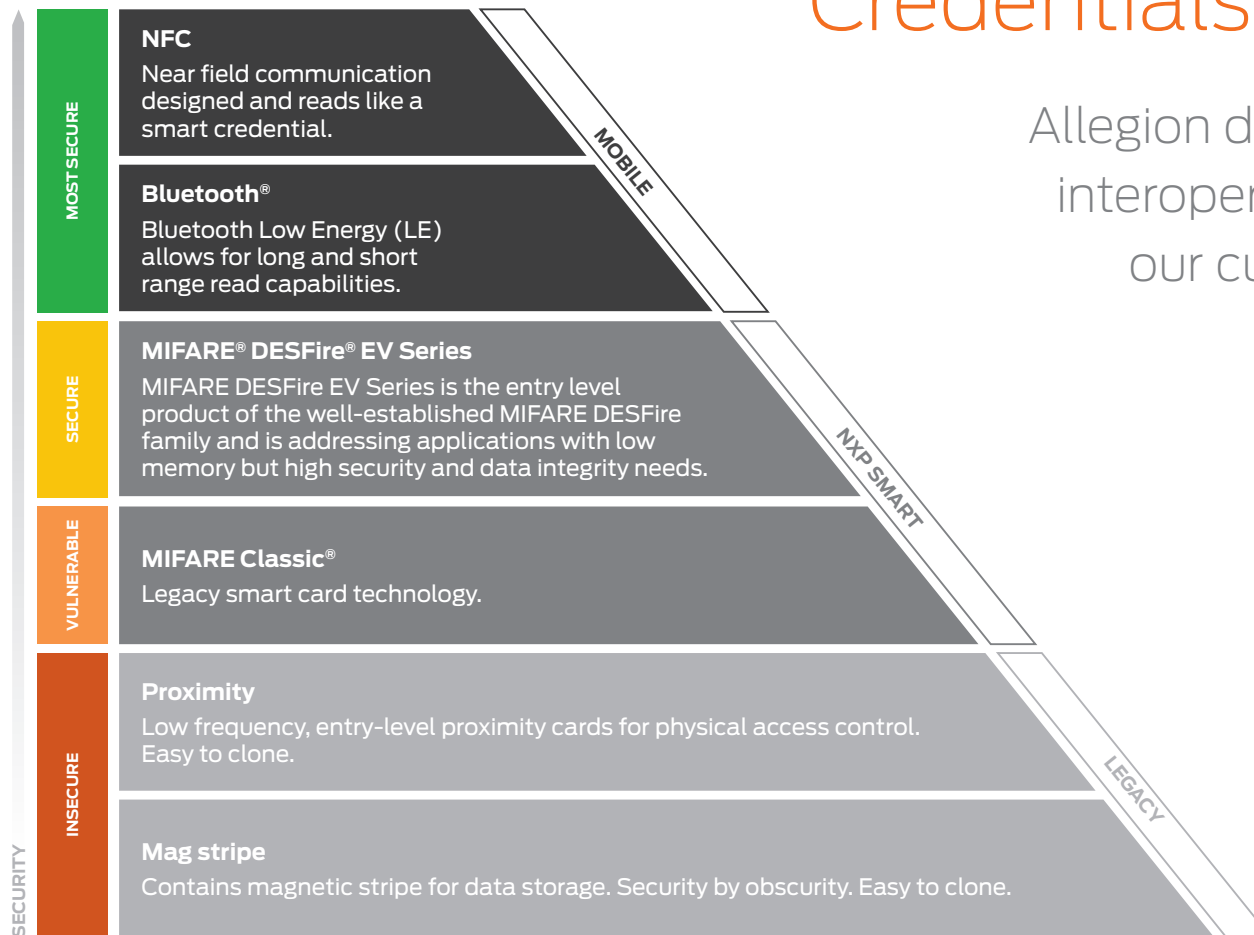 Credentials
Allegion
our
MOST SECURE
NFC
Near field communication
designed and reads like a
smart credential.
Bluetooth®
Bluetooth Low Energy (LE)
allows for long and short
range read capabilities.
MOBILE
SECURE
MIFARE® DESFire® EV Series
MIFARE DESFire EV Series is the entry level
product of the well-established MIFARE DESFire
family and is addressing applications with low
memory but high security and data integrity needs.
NXP SMART
VULNERABLE
MIFARE Classic®
Legacy smart card technology.
INSECURE
Proximity
Low frequency, entry-level proximity cards for physical access control.
Easy to clone.
LEGACY
Mag stripe
Contains magnetic stripe for data storage. Security by obscurity. Easy to clone.
SECURITY